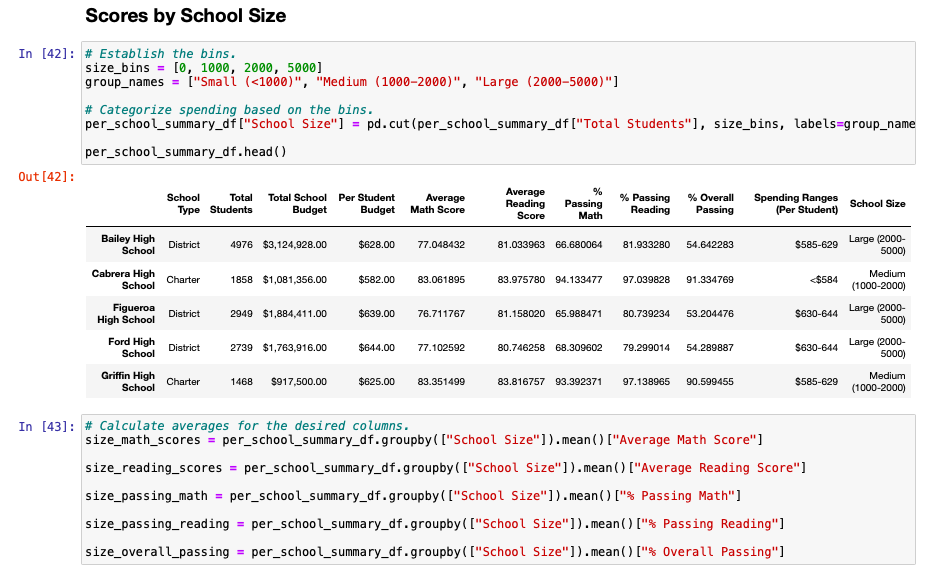 Scores by School Size
In [42]:
# Establish the bins.
size_bins = [0, 1000, 2000, 5000]
group_names = ["Small (<1000)", "Medium (1000-2000)", "Large (2000-5000)"]
# Categorize spending based on the bins.
per_school_summary_df["School Size"] = pd.cut(per_school_summary_df["Total Students"], size_bins, labels=group_name
per_school_summary_df.head()
Out[42]:
School Type Total Students Total School Budget Per Student Budget Average Math Score Average Reading Score % Passing Math % Passing Reading % Overall Passing Spending Ranges (Per Student) School Size
Bailey High School District 4976 $3,124,928.00 $628.00 77.048432 81.033963 66.680064 81.933280 54.642283 $585-629 Large (2000-5000)
Cabrera High School Charter 1858 $1,081,356.00 $582.00 83.061895 83.975780 94.133477 97.039828 91.334769 <$584 Medium (1000-2000)
Figueroa High School District 2949 $1,884,411.00 $639.00 76.711767 81.158020 65.988471 80.739234 53.204476 $630-644 Large (2000-5000)
Ford High School District 2739 $1,763,916.00 $644.00 77.102592 80.746258 68.309602 79.299014 54.289887 $630-644 Large (2000-5000)
Griffin High School Charter 1468 $917,500.00 $625.00 83.351499 83.816757 93.392371 97.138965 90.599455 $585-629 Medium (1000-2000)
In [43]:
# Calculate averages for the desired columns.
size_math_scores = per_school_summary_df.groupby(["School Size"]).mean()["Average Math Score"]
size_reading_scores = per_school_summary_df.groupby(["School Size"]).mean()["Average Reading Score"]
size_passing_math = per_school_summary_df.groupby(["School Size"]).mean()["% Passing Math"]
size_passing_reading = per_school_summary_df.groupby(["School Size"]).mean()["% Passing Reading"]
size_overall_passing = per_school_summary_df.groupby(["School Size"]).mean()["% Overall Passing"]